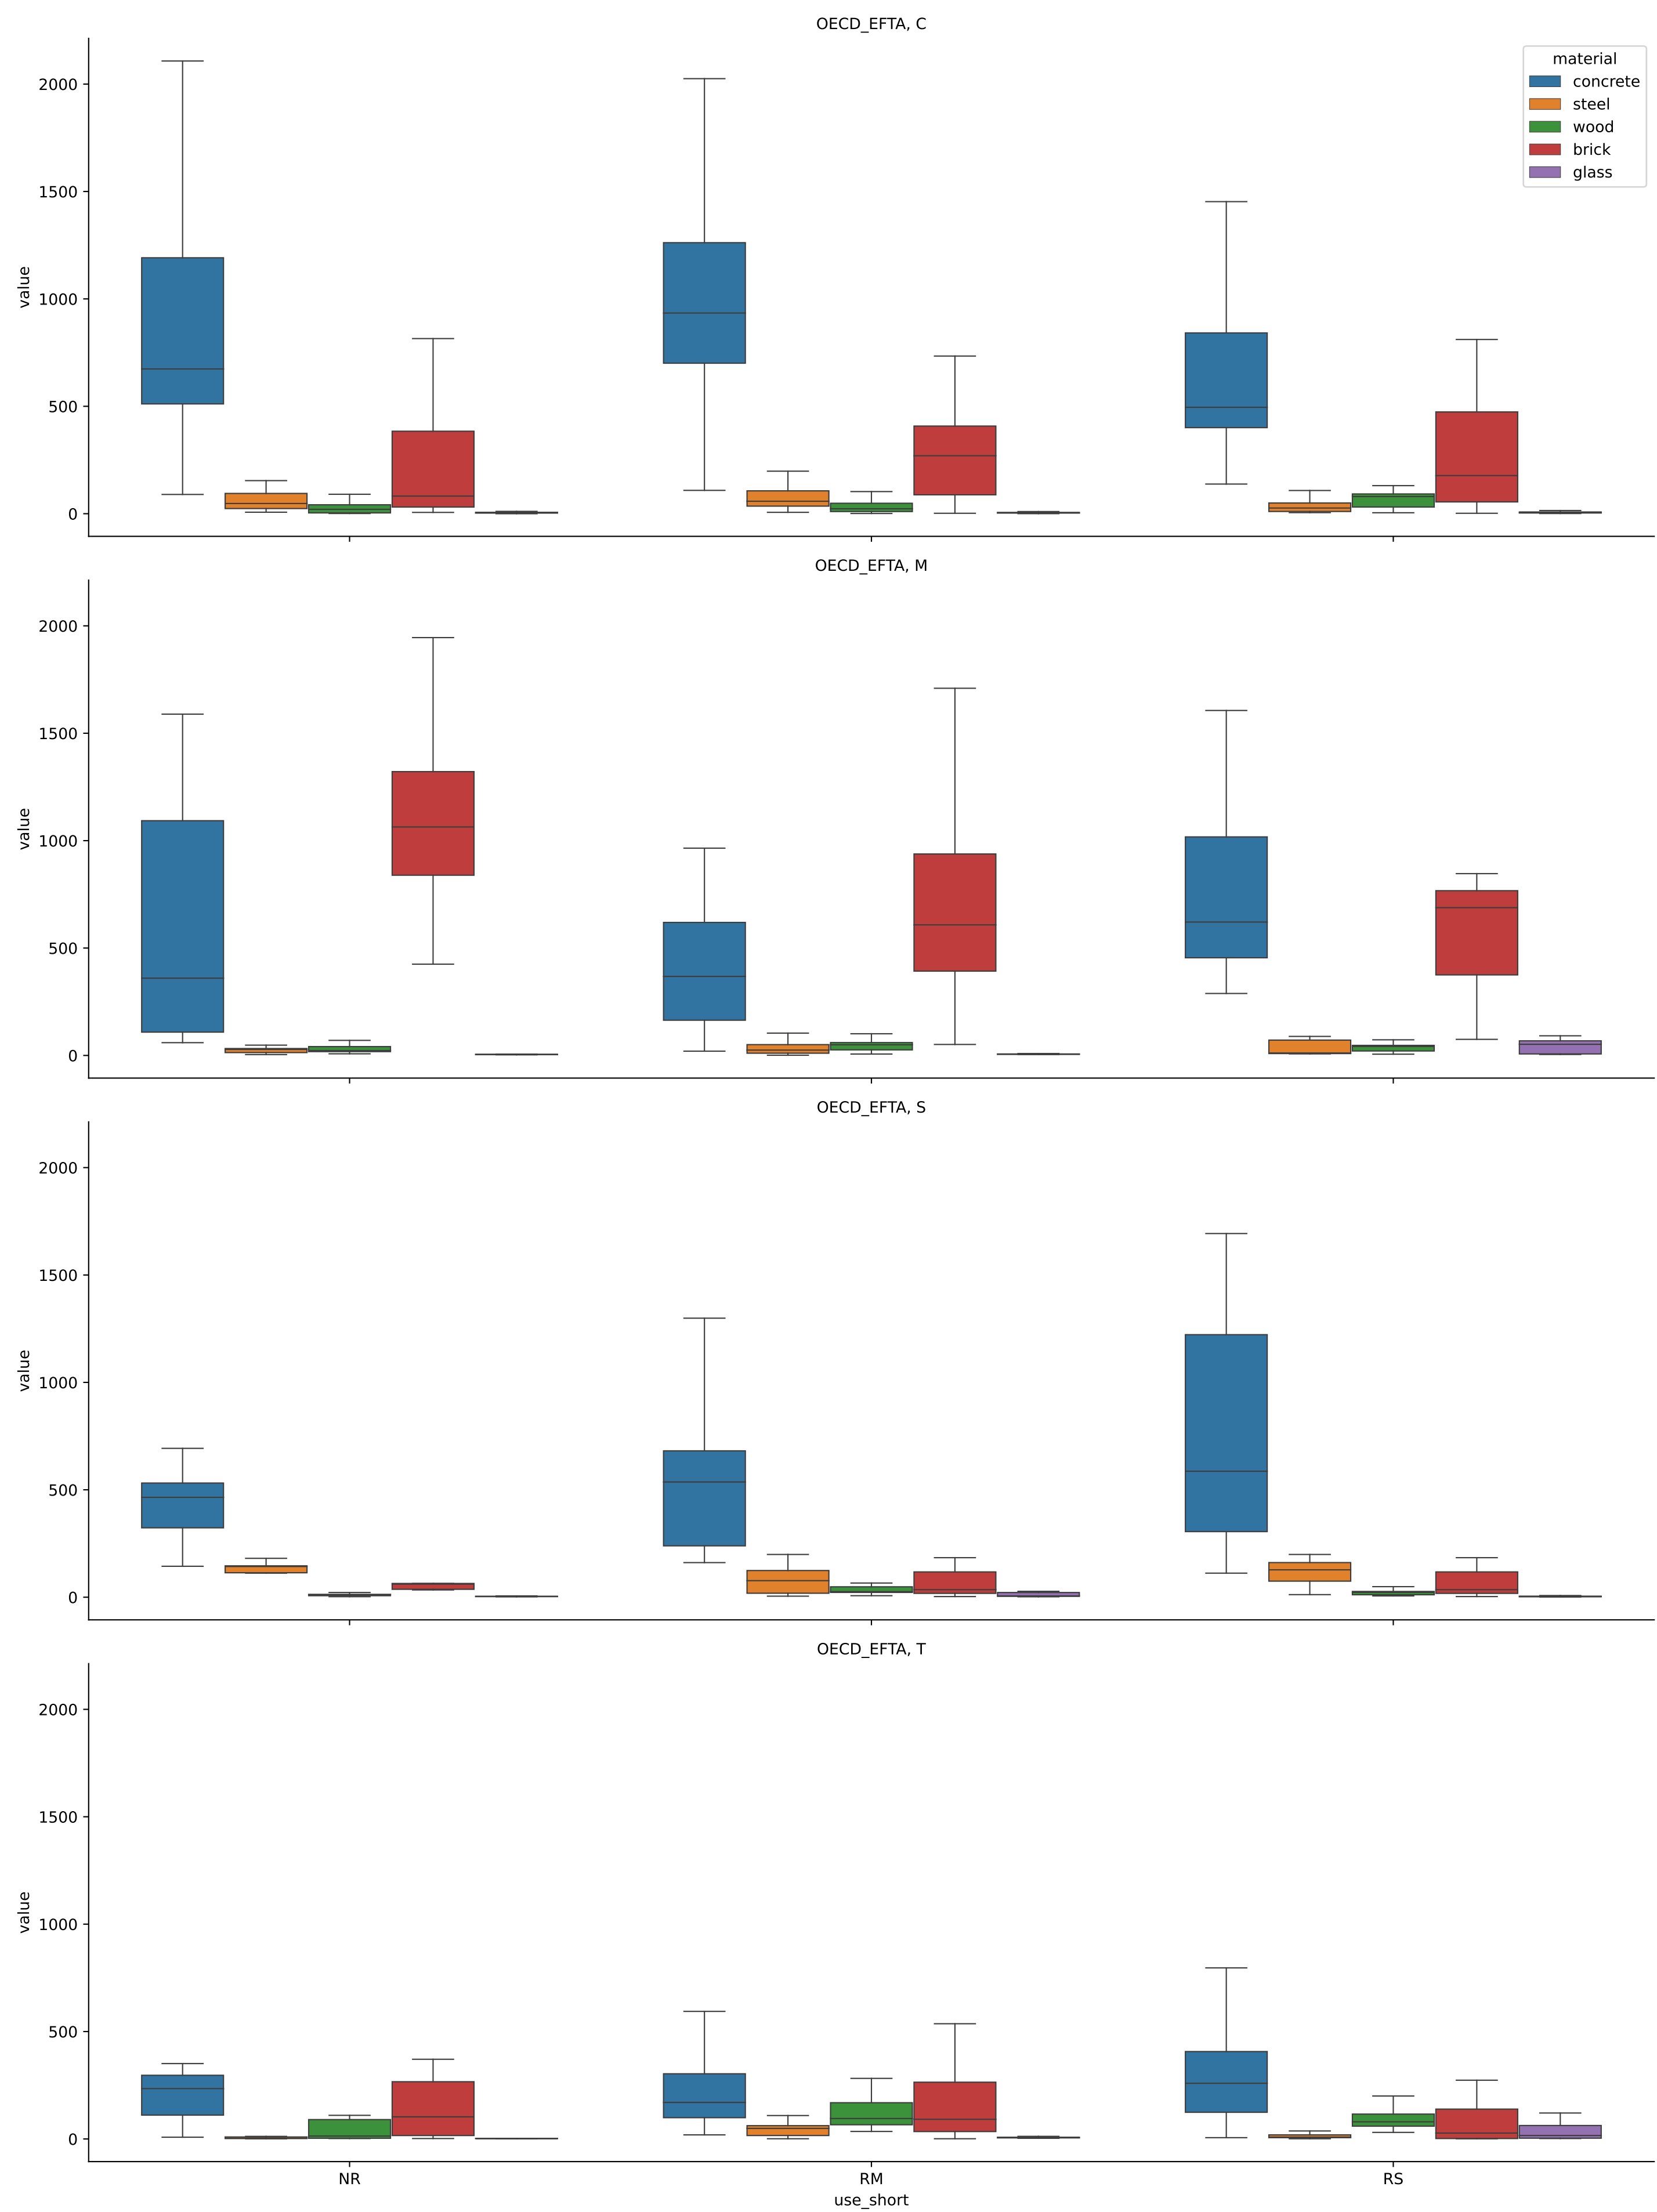 OECD_EFTA, C
2000
1500
1000
500
0
value
material
concrete
steel
wood
brick
glass
OECD_EFTA, M
2000
1500
1000
500
0
value
OECD_EFTA, S
2000
1500
1000
500
0
value
OECD_EFTA, T
2000
1500
1000
500
0
value
NR RM RS
use_short